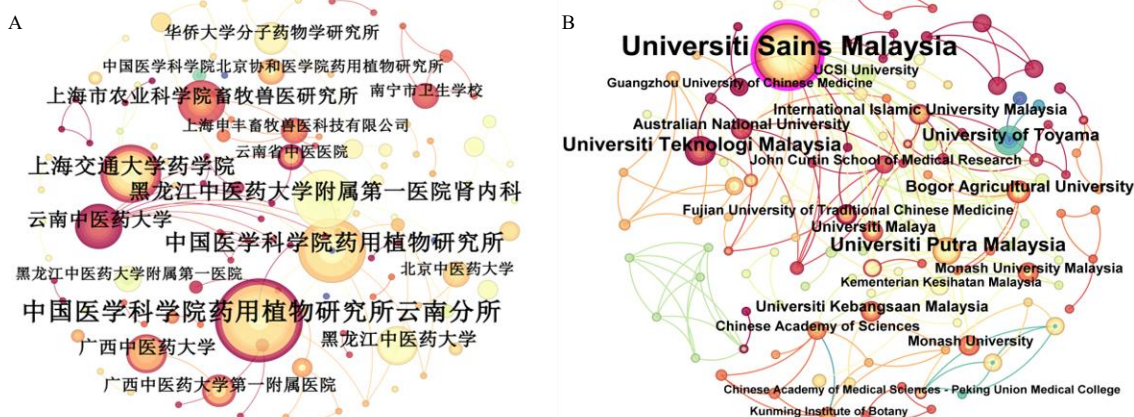 A
华侨大学分子药物学研究所
中国医学科学院北京协和医学院药用植物研究所
上海市农业科学院畜牧兽医研究所
南宁市卫生学校
上海申丰畜牧兽医科技有限公司
云南省中医医院
上海交通大学药学院
黑龙江中医药大学附属第一医院肾内科
云南中医药大学
中国医学科学院药用植物研究所
黑龙江中医药大学附属第一医院
北京中医药大学
中国医学科学院药用植物研究所云南分所
广西中医药大学
黑龙江中医药大学
广西中医药大学第一附属医院
B
Universiti Sains Malaysia
UCSI University
Guangzhou University of Chinese Medicine
International Islamic University Malaysia
Australian National University
University of Toyama
Universiti Teknologi Malaysia
John Curtin School of Medical Research
Bogor Agricultural University
Fujian University of Traditional Chinese Medicine
Universiti Malaya
Universiti Putra Malaysia
Monash University Malaysia
Kementerian Kesihatan Malaysia
Universiti Kebangsaan Malaysia
Chinese Academy of Sciences
Monash University
Chinese Academy of Medical Sciences - Peking Union Medical College
Kunming Institute of Botany